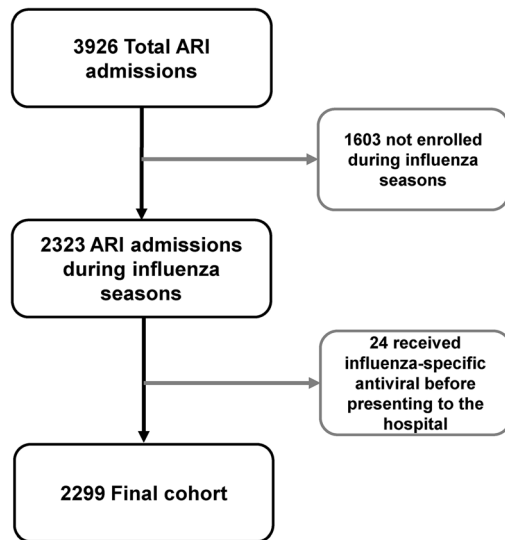 3926 Total ARI
admissions
1603 not enrolled
during influenza
seasons
2323 ARI admissions
during influenza
seasons
24 received
influenza-specific
antiviral before
presenting to the
hospital
2299 Final cohort